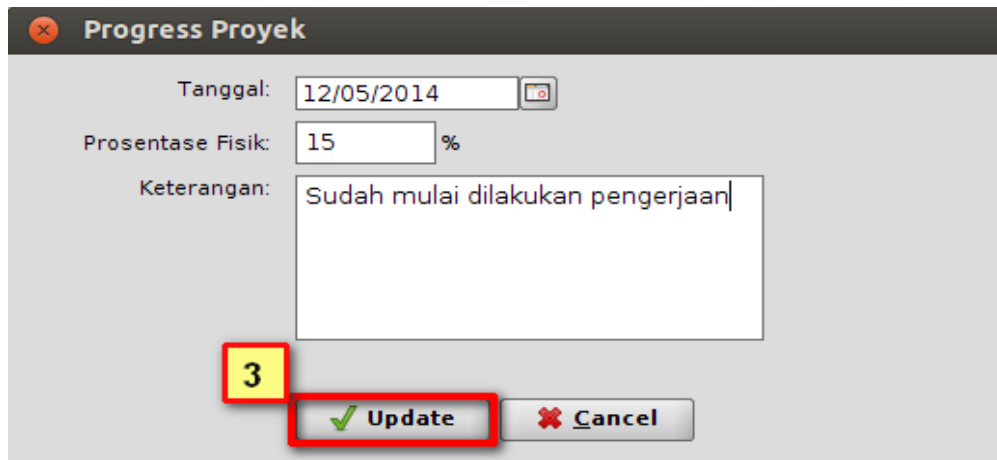 Progress Proyek
Tanggal: 12/05/2014
Prosentase Fisik: 15 %
Keterangan: Sudah mulai dilakukan pengerjaan
3
Update Cancel